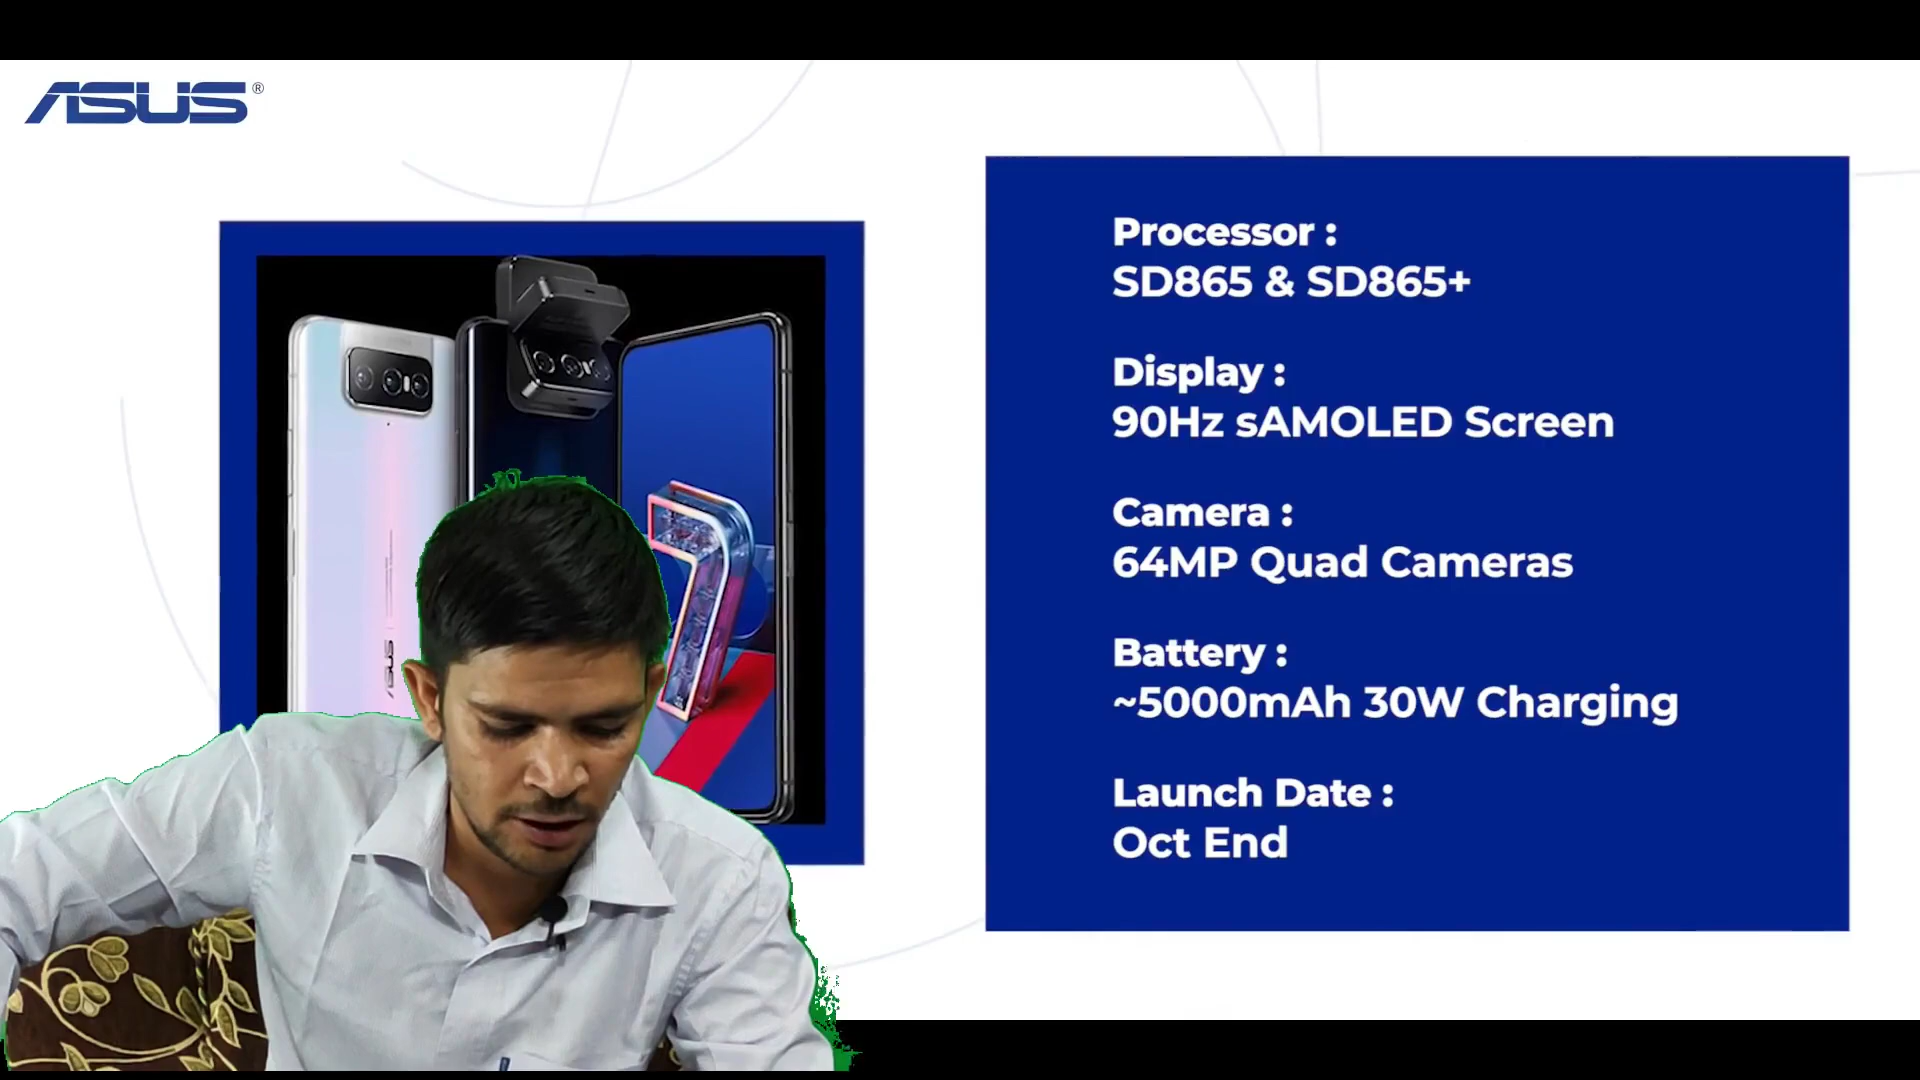 ASUS®
ASUS
Processor :
SD865 & SD865+
Display :
90Hz sAMOLED Screen
Camera :
64MP Quad Cameras
Battery :
~5000mAh 30W Charging
Launch Date :
Oct End